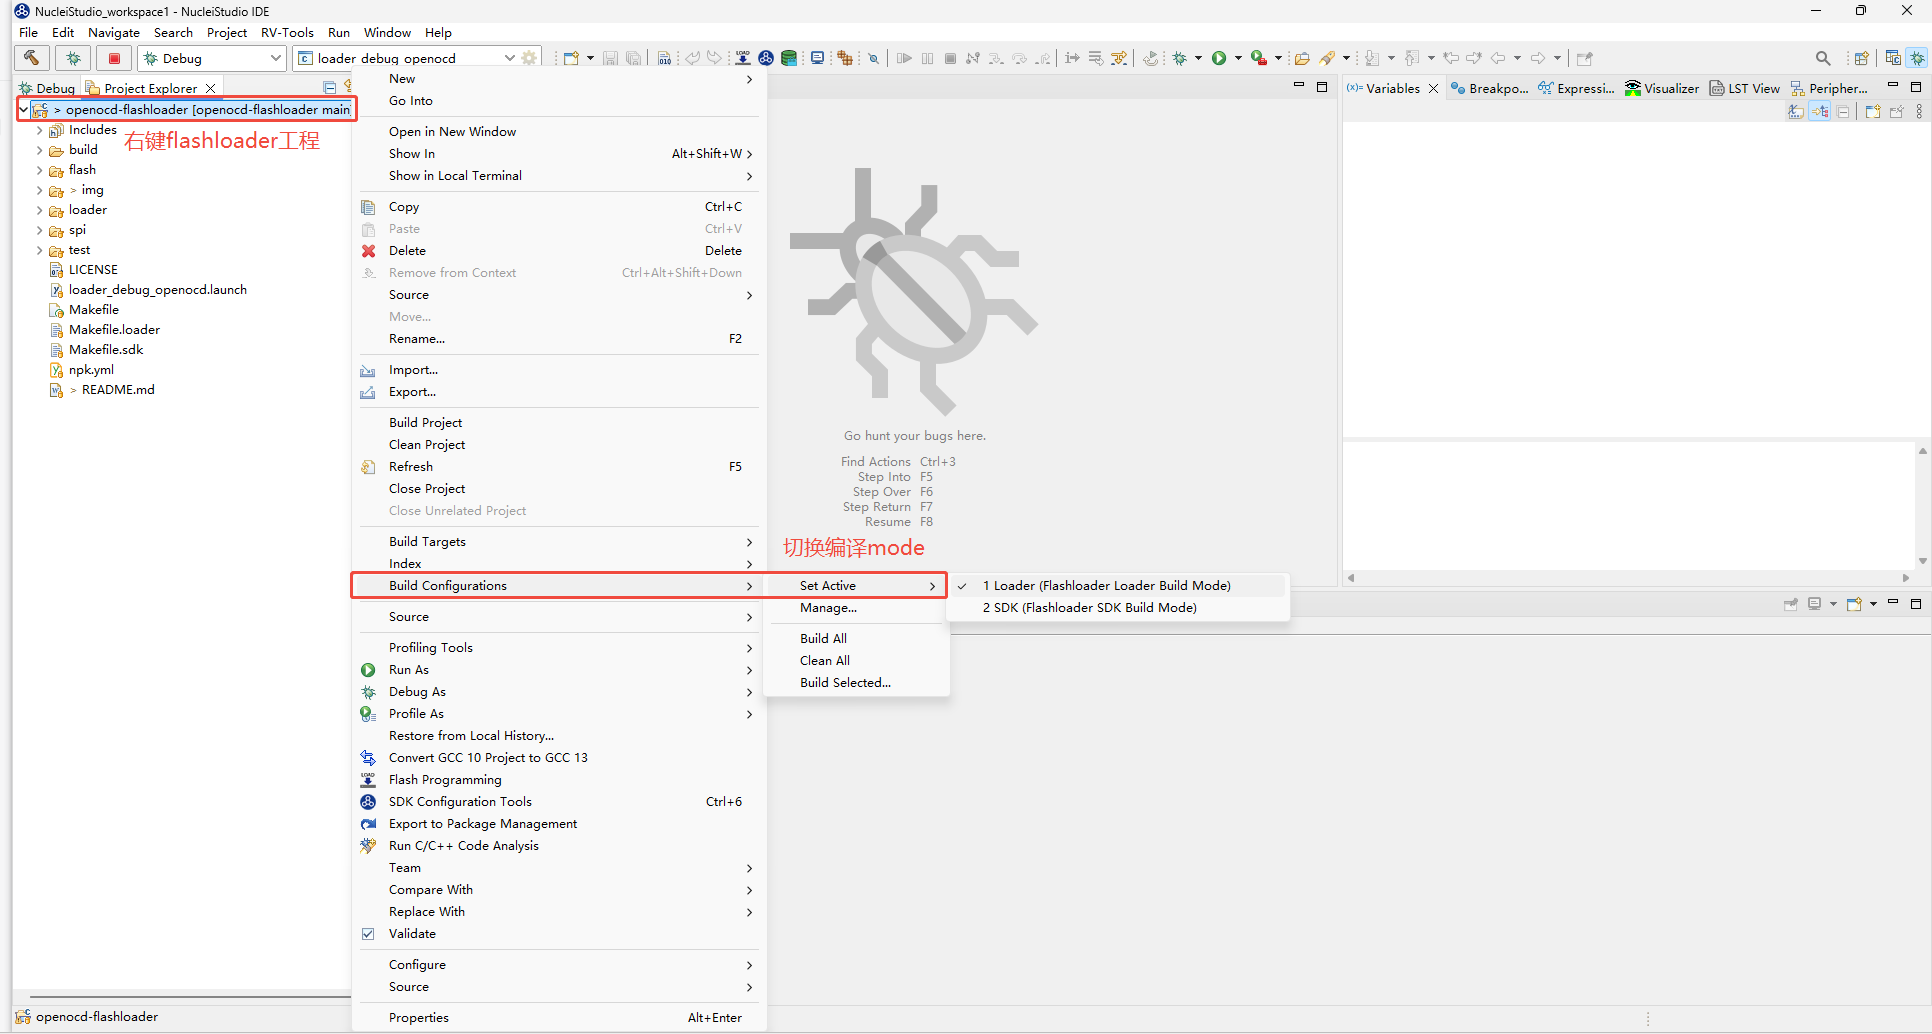 NucleiStudio_workspace1 - NucleiStudio IDE
File Edit Navigate Search Project RV-Tools Run Window Help
Debug loader_debug_openocd
Debug Project Explorer
> openocd-flashloader [openocd-flashloader main]
Includes
右键flashloader工程
build
flash
> img
loader
spi
test
LICENSE
loader_debug_openocd.launch
Makefile
Makefile.loader
Makefile.sdk
npk.yml
> README.md
New
Go Into
Open in New Window
Show In Alt+Shift+W
Show in Local Terminal
Copy Ctrl+C
Paste Ctrl+V
Delete Delete
Remove from Context Ctrl+Alt+Shift+Down
Source
Move...
Rename... F2
Import...
Export...
Build Project
Clean Project
Refresh F5
Close Project
Close Unrelated Project
Build Targets
Index
Build Configurations
Source
Profiling Tools
Run As
Debug As
Profile As
Restore from Local History...
Convert GCC 10 Project to GCC 13
Flash Programming
SDK Configuration Tools Ctrl+6
Export to Package Management
Run C/C++ Code Analysis
Team
Compare With
Replace With
Validate
Configure
Source
Properties Alt+Enter
Go hunt your bugs here.
Find Actions Ctrl+3
Step Into F5
Step Over F6
Step Return F7
Resume F8
切换编译mode
Set Active
Manage...
Build All
Clean All
Build Selected...
1 Loader (Flashloader Loader Build Mode)
2 SDK (Flashloader SDK Build Mode)
(x)= Variables Breakpo... Expressi... Visualizer LST View Peripher...
openocd-flashloader